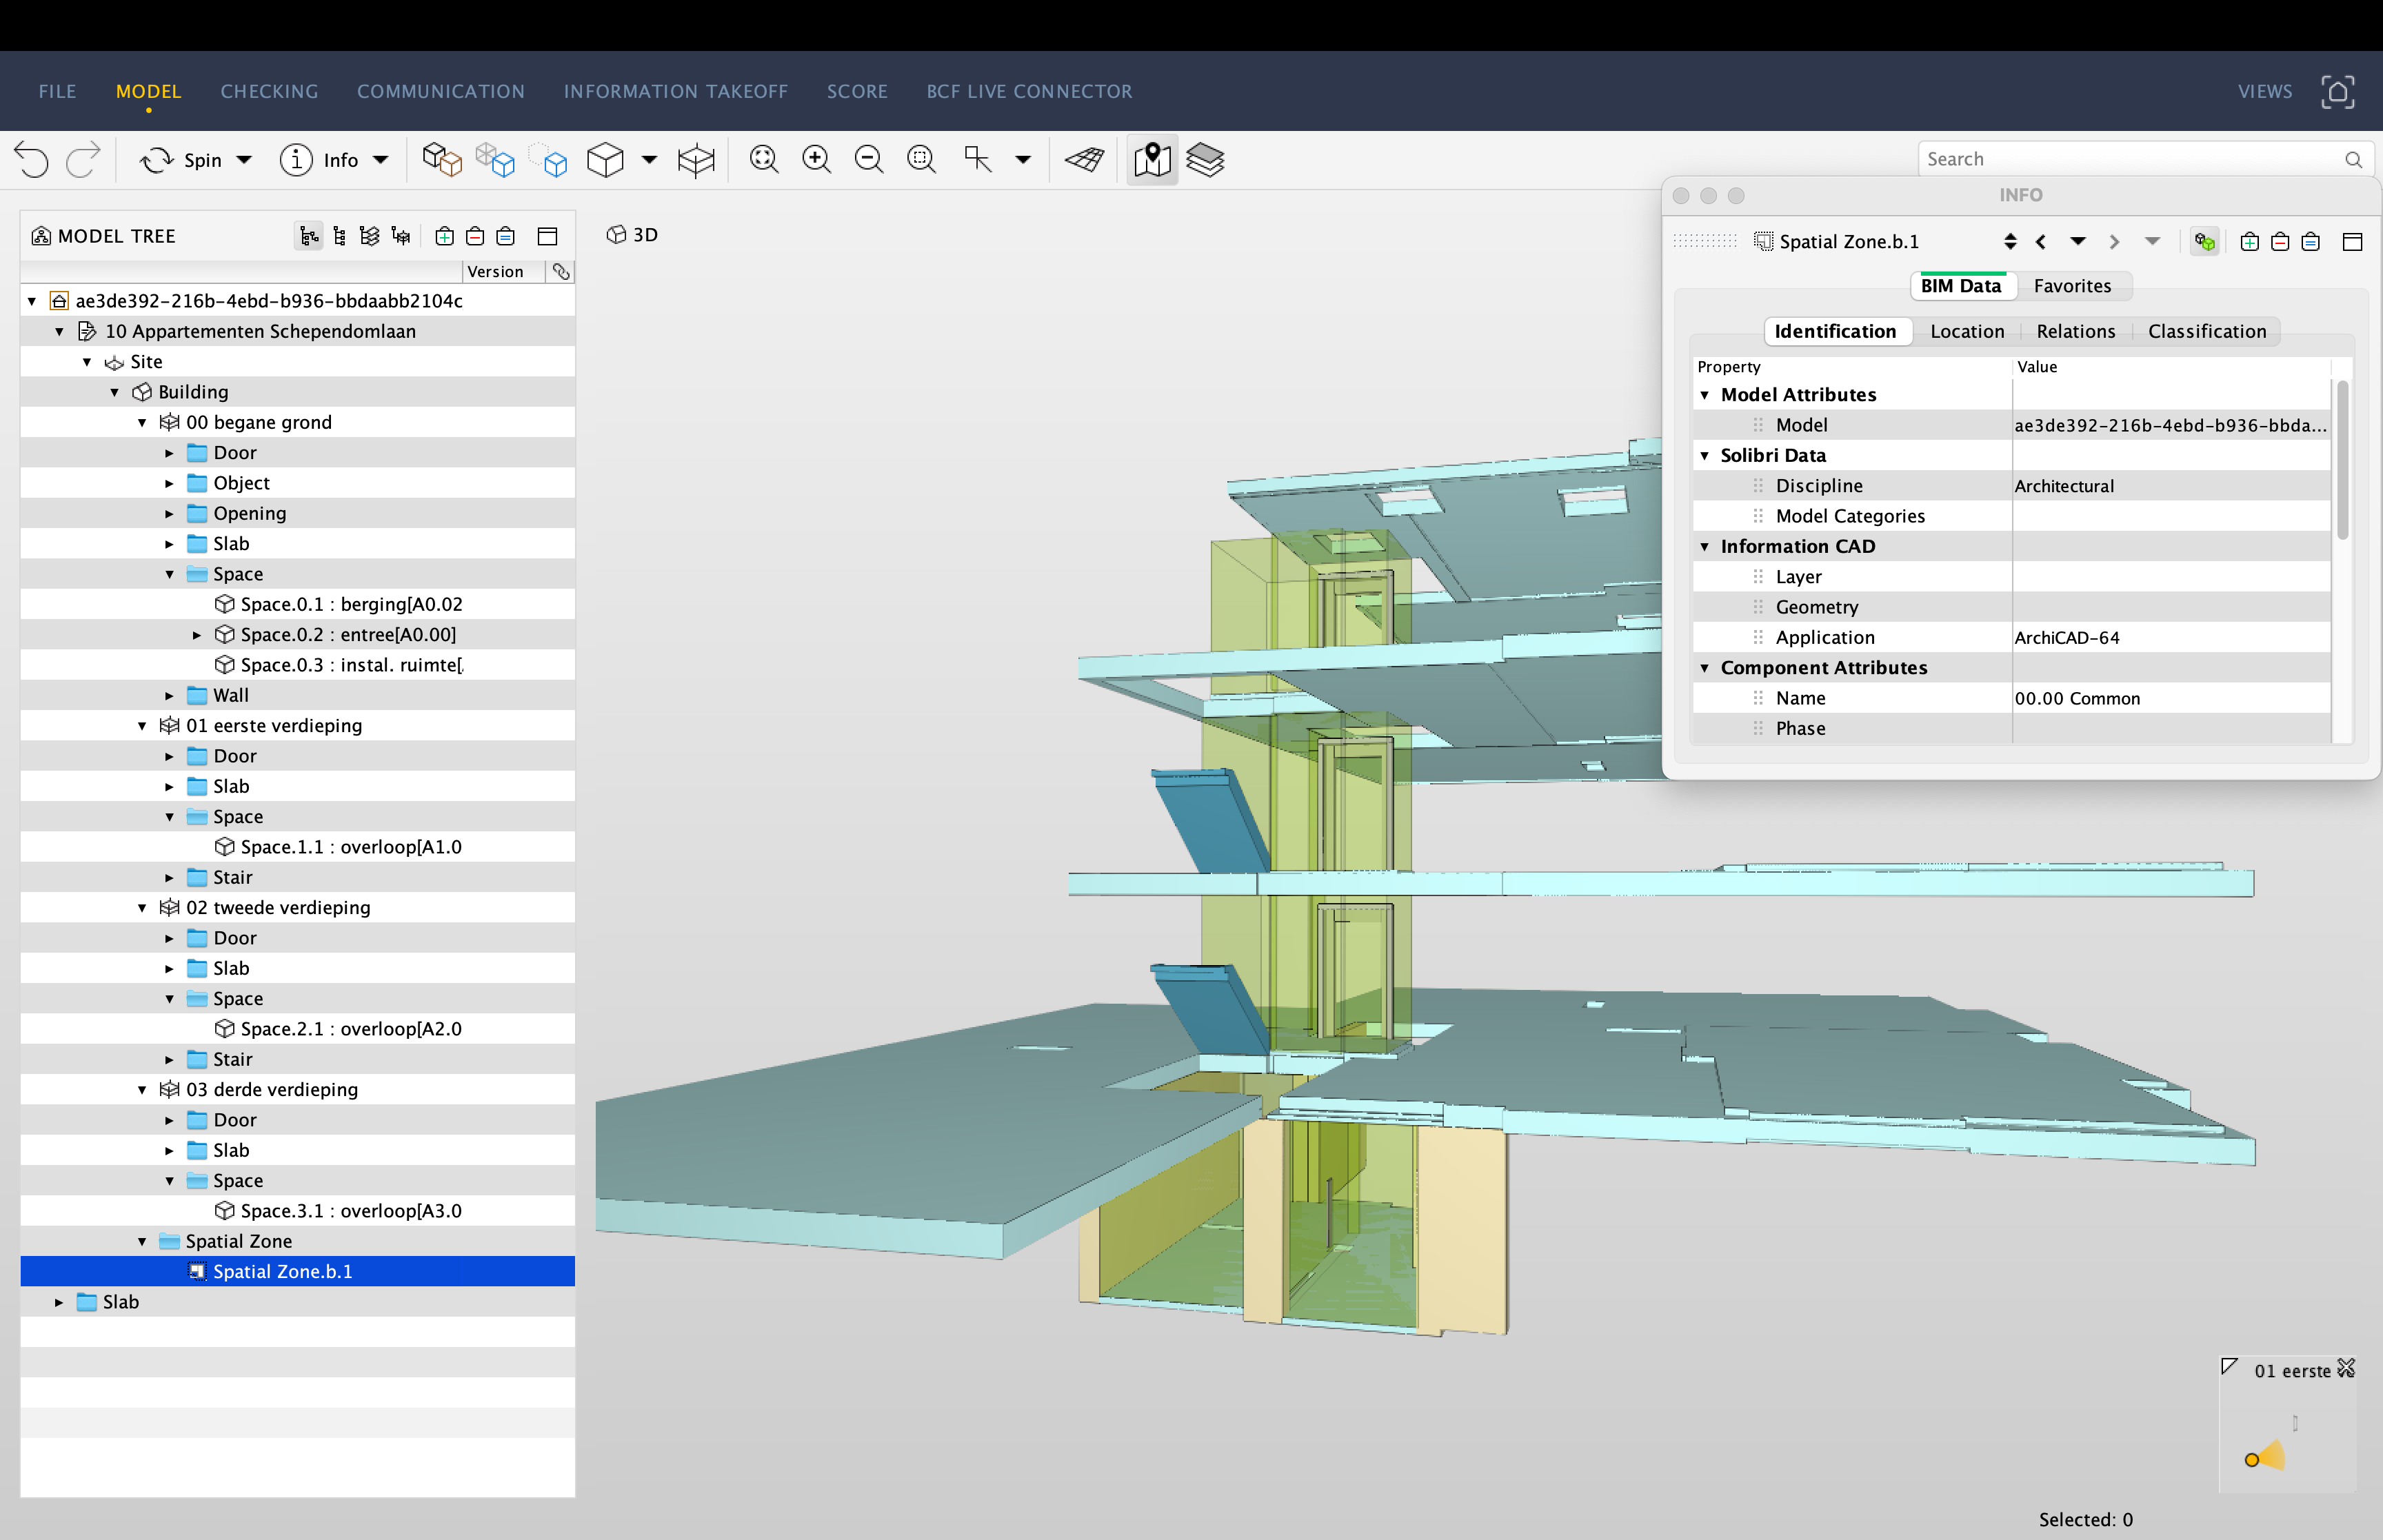 FILE MODEL CHECKING COMMUNICATION INFORMATION TAKEOFF SCORE BCF LIVE CONNECTOR VIEWS
Spin Info Search
MODEL TREE
Version
ae3de392-216b-4ebd-b936-bbdaabb2104c
10 Appartementen Schependomlaan
Site
Building
00 begane grond
Door
Object
Opening
Slab
Space
Space.0.1 : berging[A0.02
Space.0.2 : entree[A0.00]
Space.0.3 : instal. ruimte[.
Wall
01 eerste verdieping
Door
Slab
Space
Space.1.1 : overloop[A1.0
Stair
02 tweede verdieping
Door
Slab
Space
Space.2.1 : overloop[A2.0
Stair
03 derde verdieping
Door
Slab
Space
Space.3.1 : overloop[A3.0
Spatial Zone
Spatial Zone.b.1
Slab
3D
INFO
Spatial Zone.b.1
BIM Data Favorites
Identification Location Relations Classification
Property Value
Model Attributes
Model ae3de392-216b-4ebd-b936-bbda...
Solibri Data
Discipline Architectural
Model Categories
Information CAD
Layer
Geometry
Application ArchiCAD-64
Component Attributes
Name 00.00 Common
Phase
01 eerste
Selected: 0